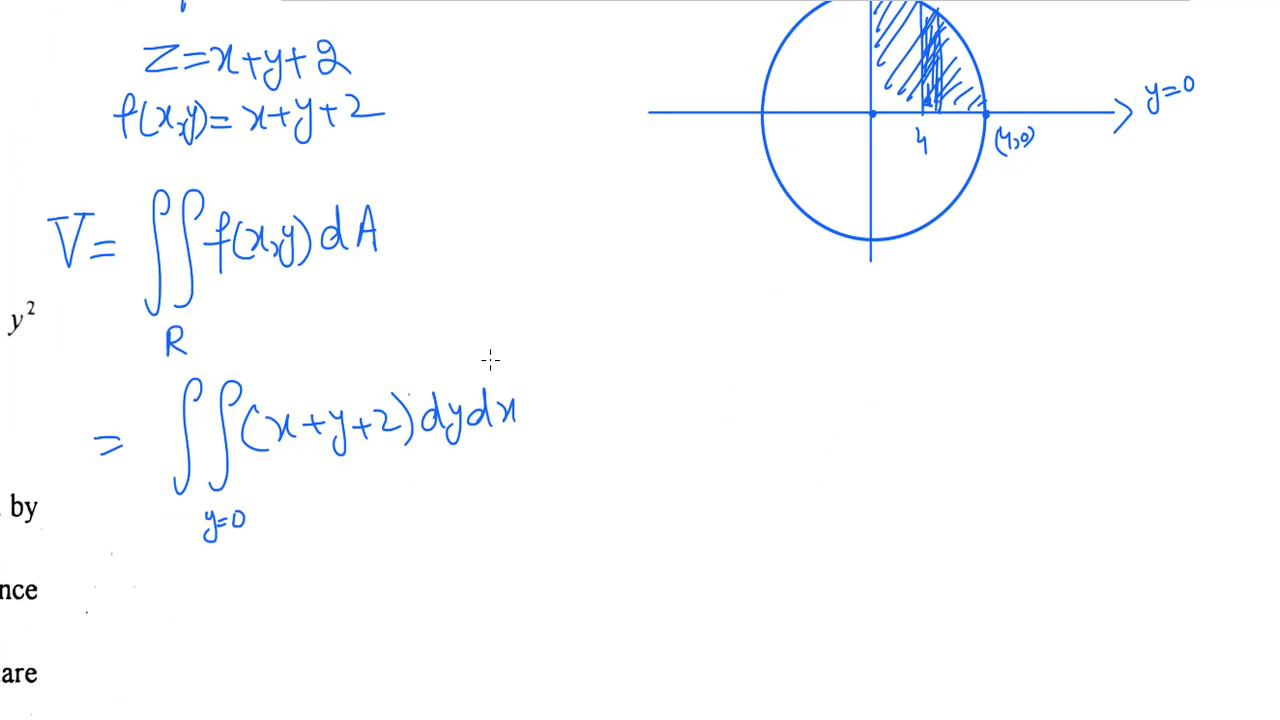 z=x+y+2
f(x,y)= x+y+2
y=0
4
(4,0)
V= ∬ f(x,y) dA
R
y²
= ∬ (x+y+2) dy dx
y=0
by
nce
are